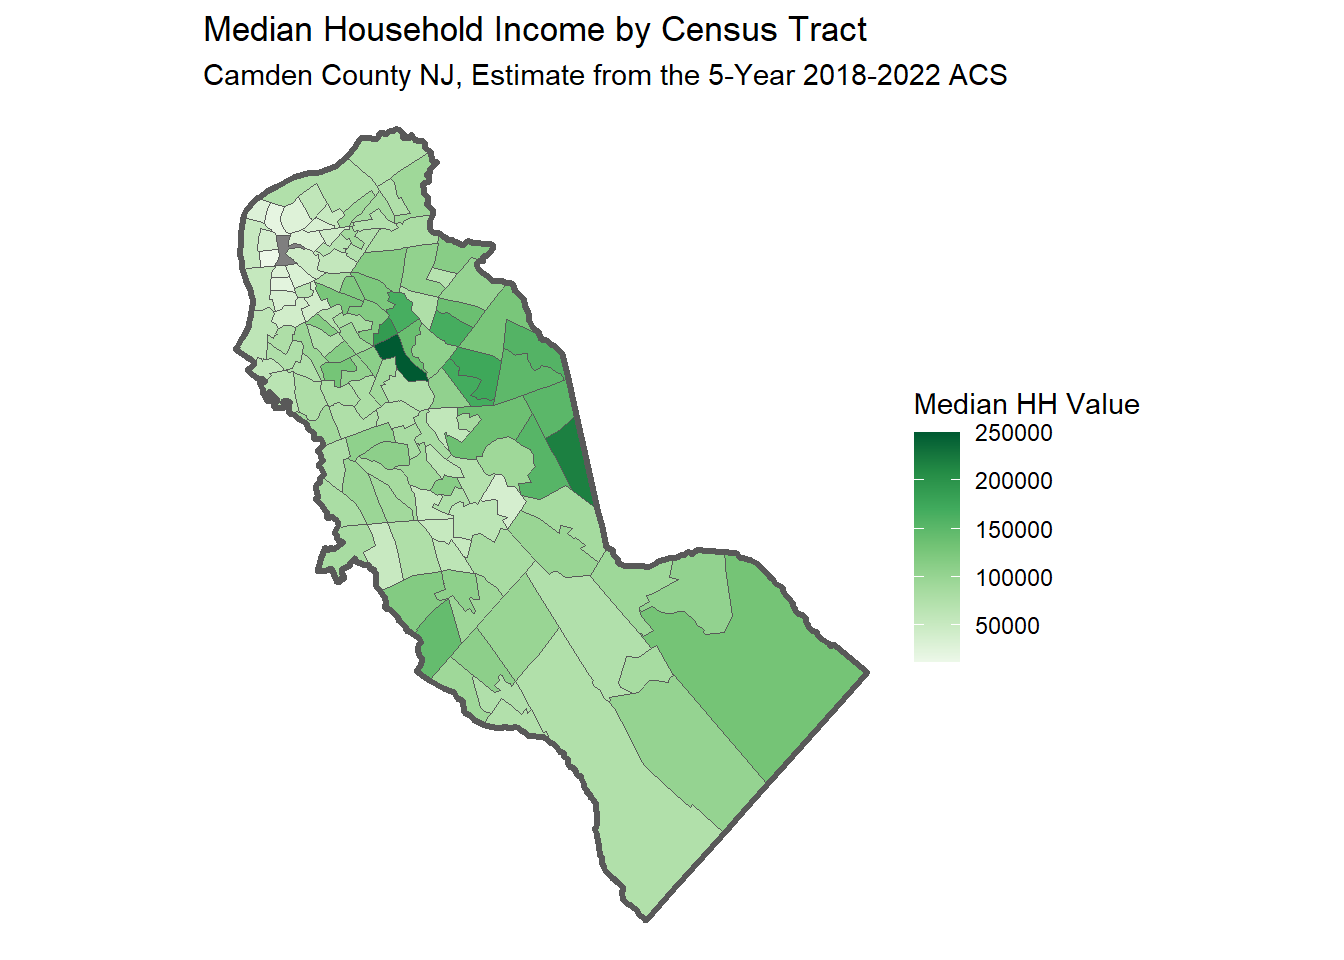 Median Household Income by Census Tract
Camden County NJ, Estimate from the 5-Year 2018-2022 ACS
Median HH Value
250000
200000
150000
100000
50000